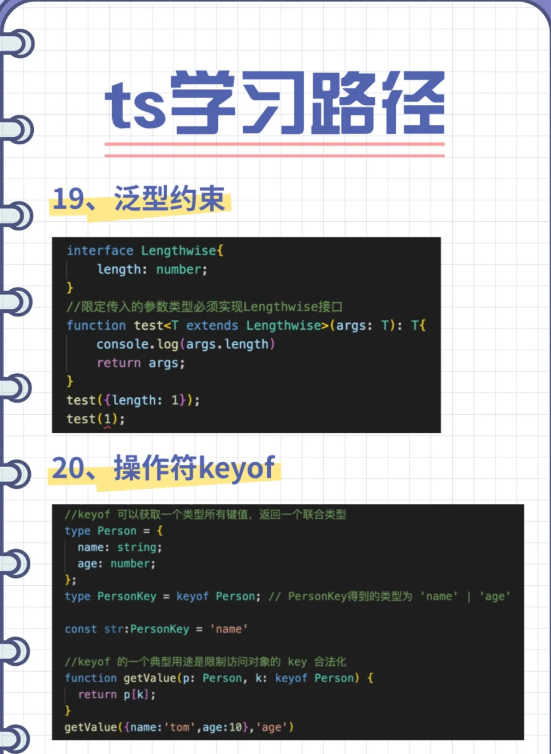 ts学习路径
19、泛型约束
interface Lengthwise{
length: number;
}
//限定传入的参数类型必须实现Lengthwise接口
function test<T extends Lengthwise>(args: T): T{
console.log(args.length)
return args;
}
test({length: 1});
test(1);
20、操作符keyof
//keyof 可以获取一个类型所有键值，返回一个联合类型
type Person = {
name: string;
age: number;
};
type PersonKey = keyof Person; // PersonKey得到的类型为 'name' | 'age'
const str:PersonKey = 'name'
//keyof 的一个典型用途是限制访问对象的 key 合法化
function getValue(p: Person, k: keyof Person) {
return p[k];
}
getValue({name:'tom',age:10},'age')